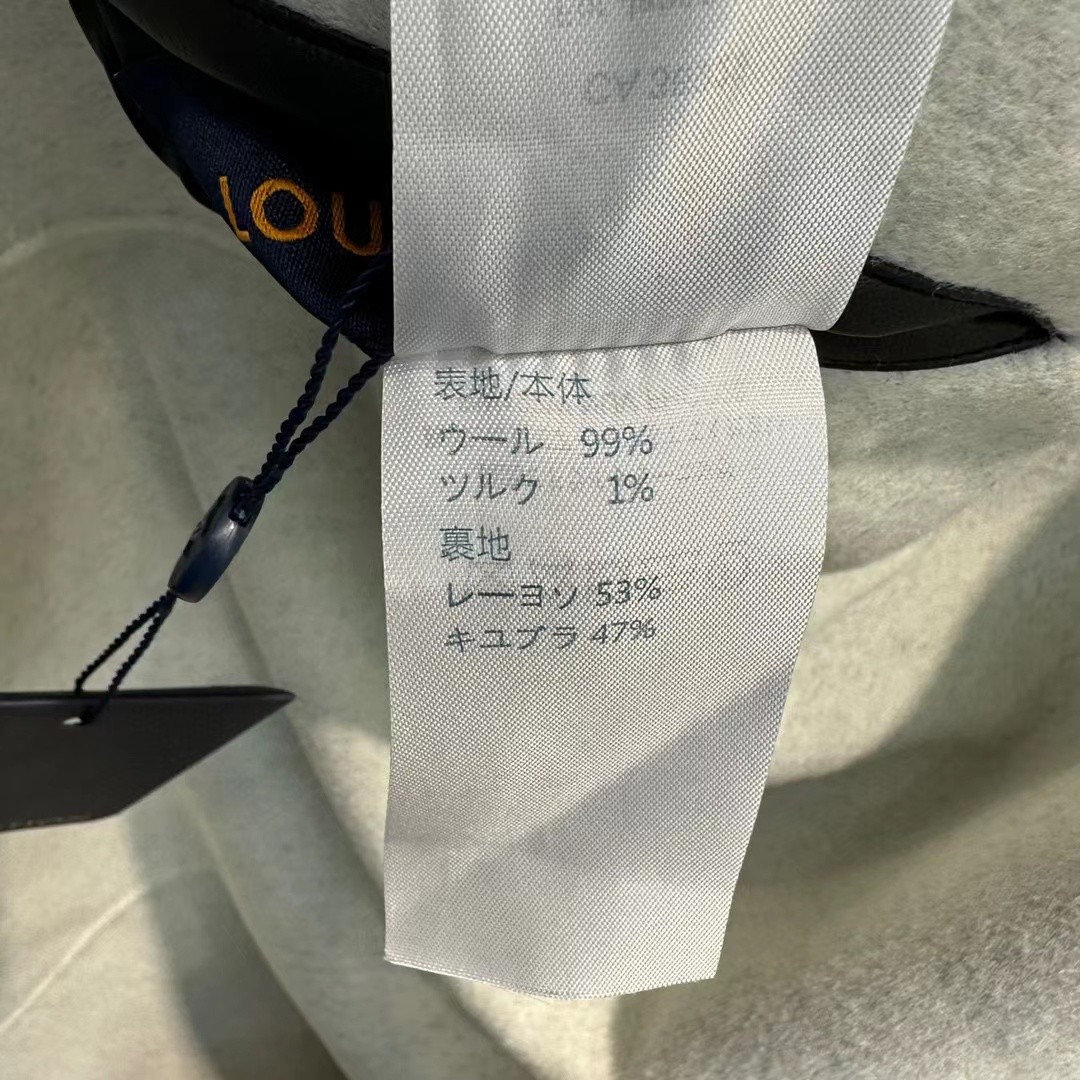 CA36
LOU
表地/本体
ウール 99%
ツルク 1%
裏地
レーヨソ 53%
キユプラ 47%